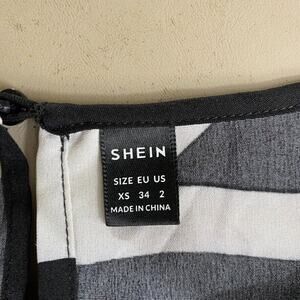 SHEIN
SIZE EU US
XS 34 2
MADE IN CHINA